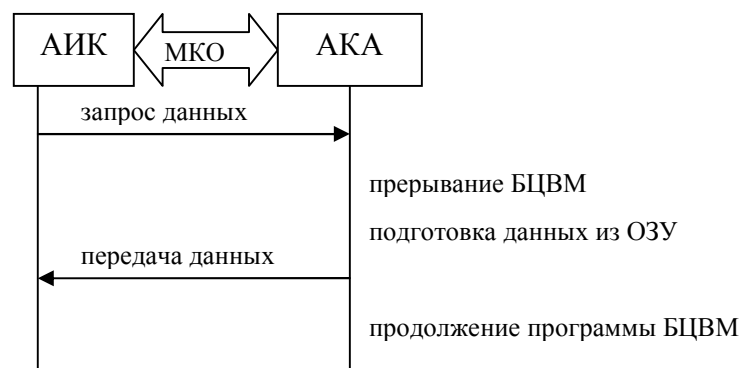 АИК
МКО
АКА
запрос данных
прерывание БЦВМ
подготовка данных из ОЗУ
передача данных
продолжение программы БЦВМ